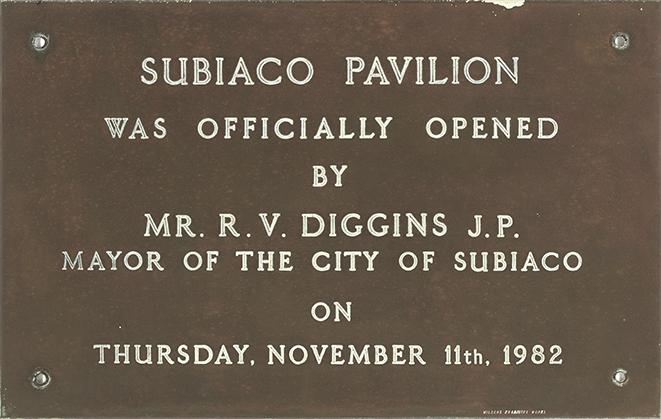 SUBIACO PAVILION
WAS OFFICIALLY OPENED
BY
MR. R. V. DIGGINS J.P.
MAYOR OF THE CITY OF SUBIACO
ON
THURSDAY, NOVEMBER 11th, 1982